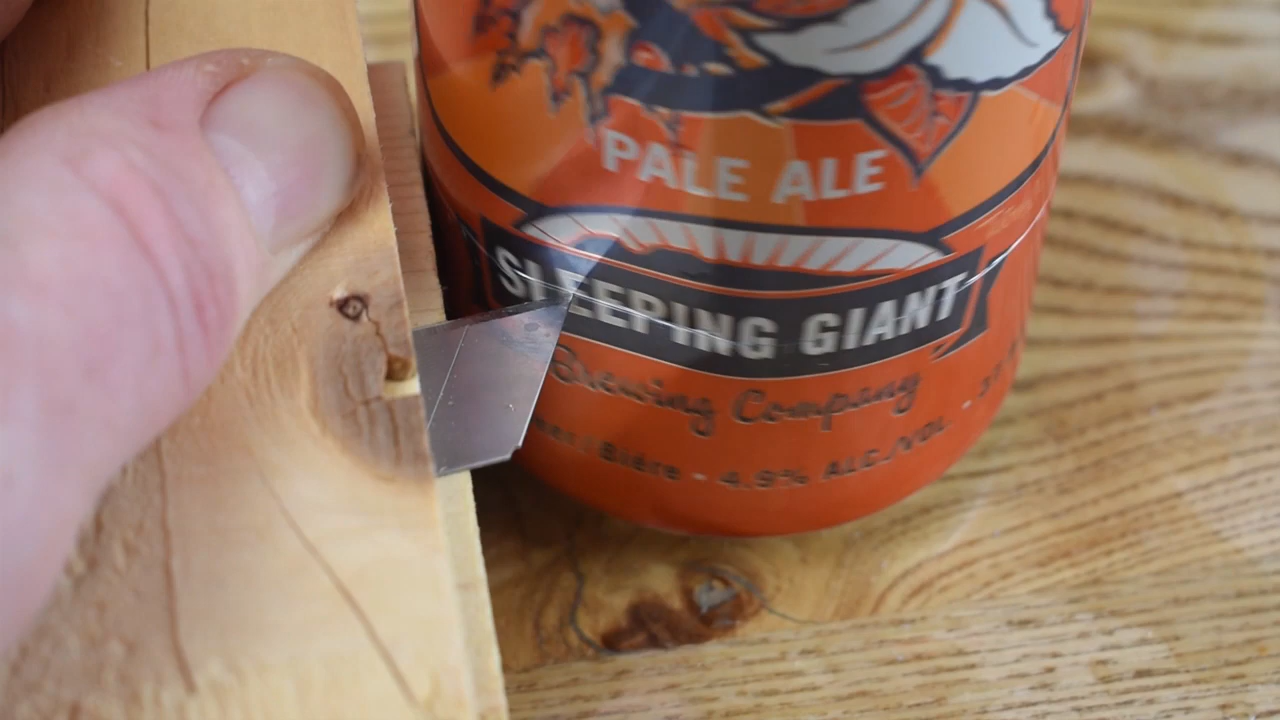 PALE ALE
SLEEPING GIANT
Brewing Company
Bière · 4.9% ALC./VOL. ·